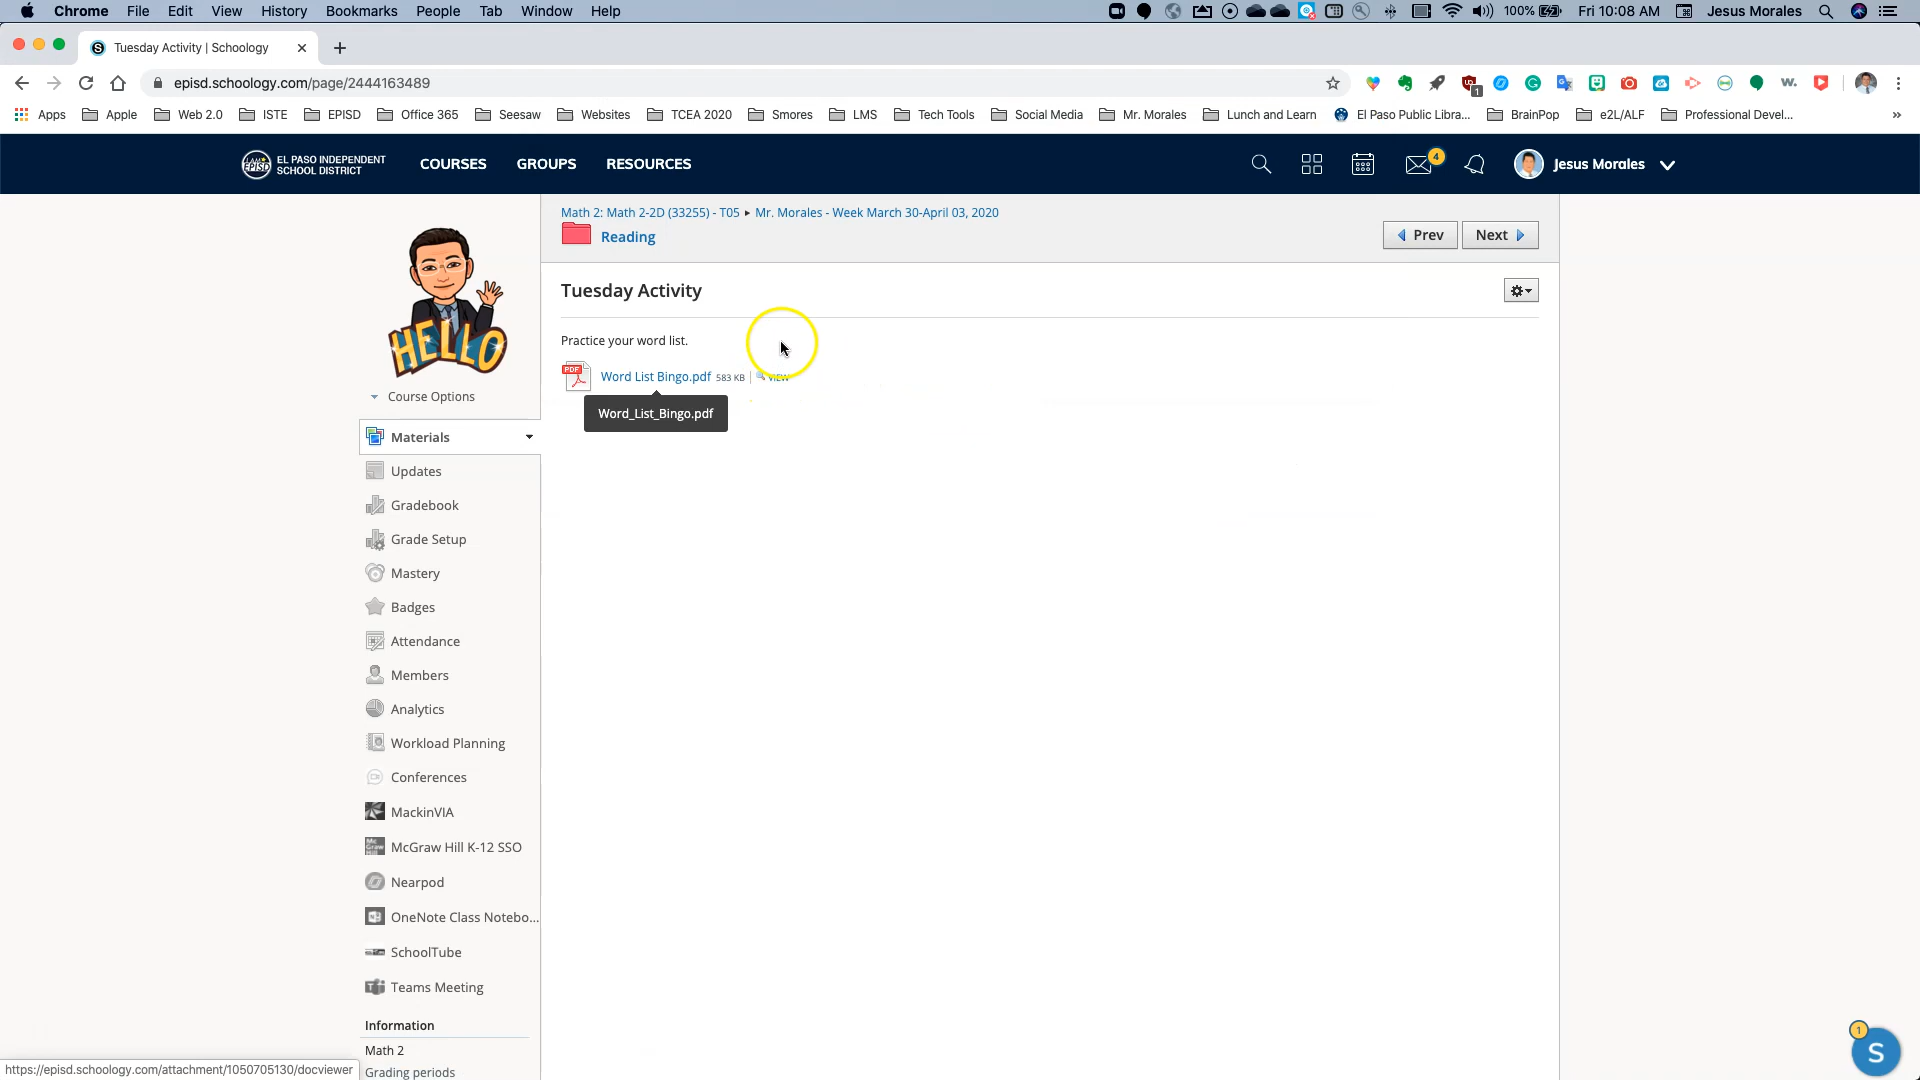 Chrome File Edit View History Bookmarks People Tab Window Help 100% Fri 10:08 AM Jesus Morales
Tuesday Activity | Schoology
episd.schoology.com/page/2444163489
1
Apps Apple Web 2.0 ISTE EPISD Office 365 Seesaw Websites TCEA 2020 Smores LMS Tech Tools Social Media Mr. Morales Lunch and Learn El Paso Public Libra... BrainPop e2L/ALF Professional Devel... »
EL PASO INDEPENDENT
SCHOOL DISTRICT
COURSES GROUPS RESOURCES 4 Jesus Morales
Math 2: Math 2-2D (33255) - T05 ▸ Mr. Morales - Week March 30-April 03, 2020
Reading
Prev Next
HELLO
Tuesday Activity
Practice your word list.
PDF Word List Bingo.pdf 583 KB | VIEW
Word_List_Bingo.pdf
Course Options
Materials
Updates
Gradebook
Grade Setup
Mastery
Badges
Attendance
Members
Analytics
Workload Planning
Conferences
MackinVIA
McGraw Hill K-12 SSO
Nearpod
OneNote Class Notebo...
SchoolTube
Teams Meeting
Information
Math 2
Grading periods
https://episd.schoology.com/attachment/1050705130/docviewer
1
S